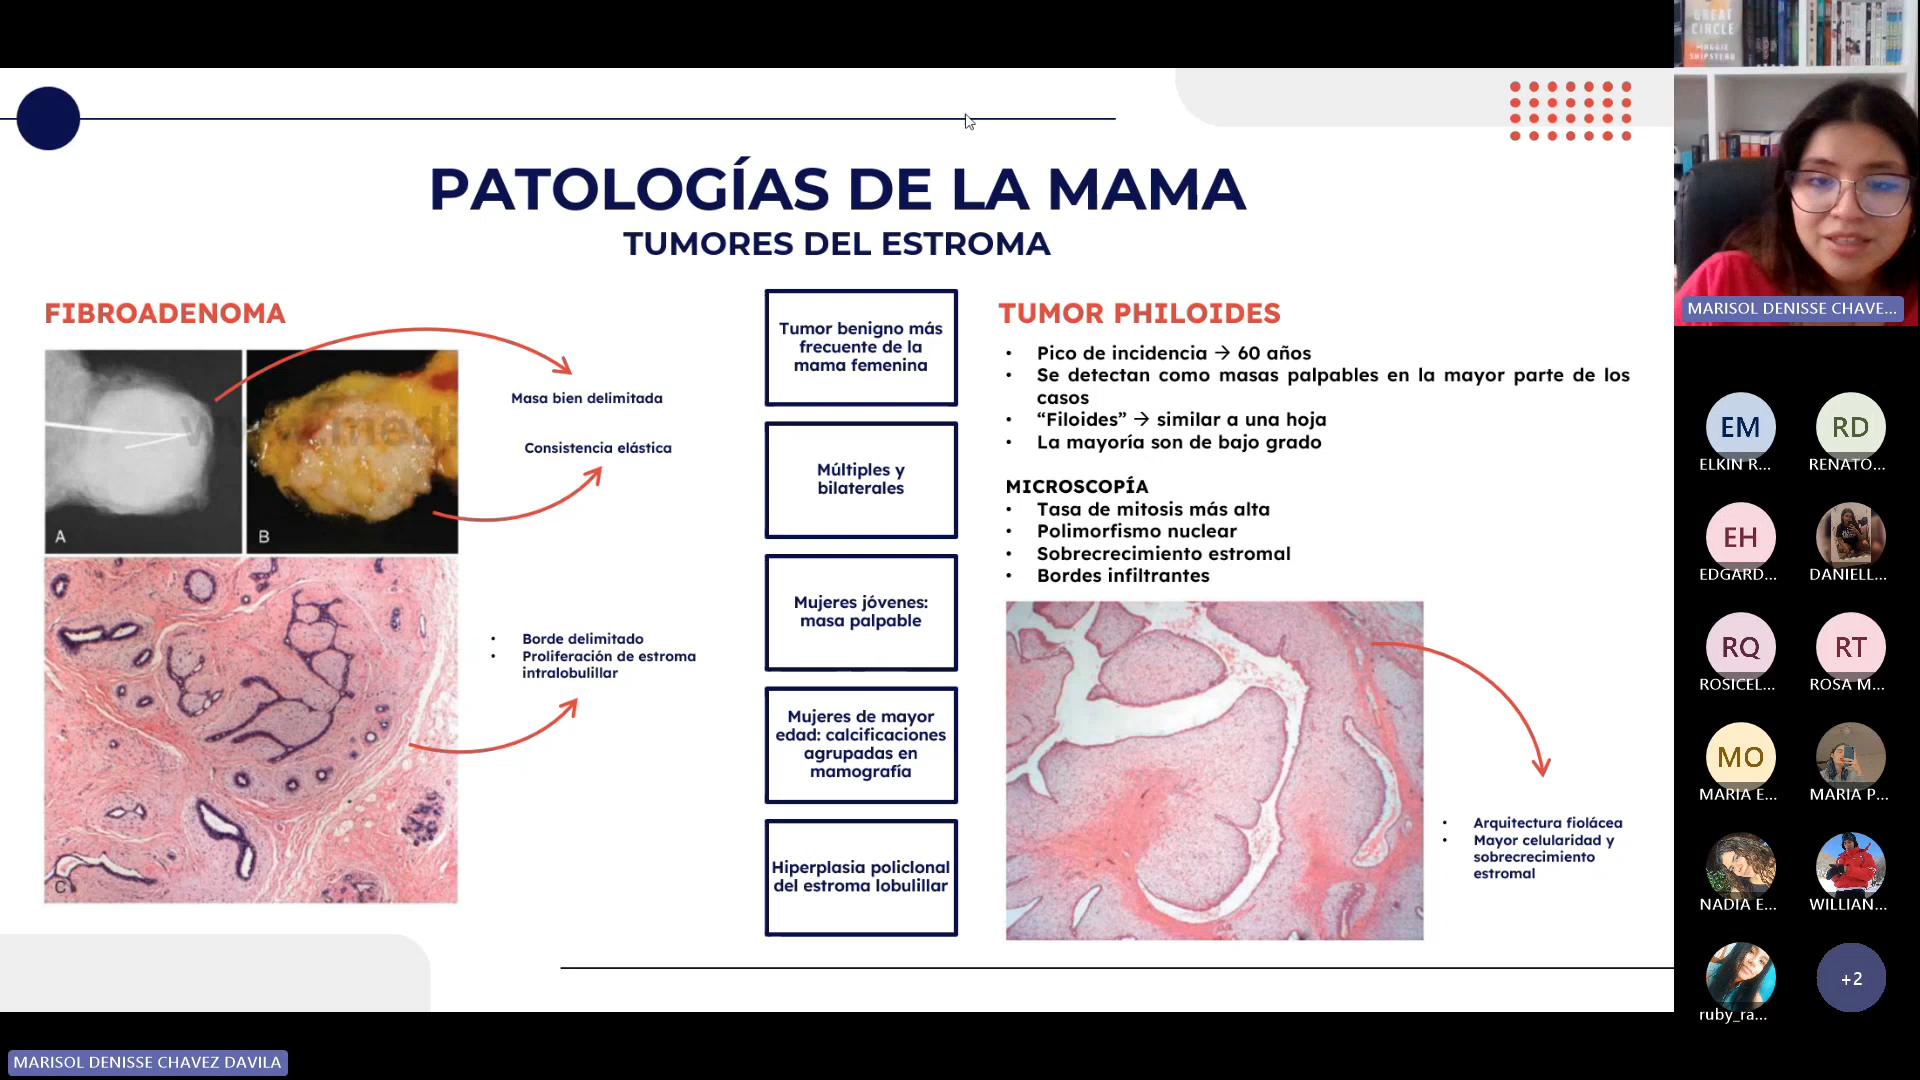 PATOLOGÍAS DE LA MAMA
TUMORES DEL ESTROMA
FIBROADENOMA
A
B
C
Masa bien delimitada
Consistencia elástica
• Borde delimitado
• Proliferación de estroma
intralobulillar
Tumor benigno más
frecuente de la
mama femenina
Múltiples y
bilaterales
Mujeres jóvenes:
masa palpable
Mujeres de mayor
edad: calcificaciones
agrupadas en
mamografía
Hiperplasia policlonal
del estroma lobulillar
TUMOR PHILOIDES
• Pico de incidencia → 60 años
• Se detectan como masas palpables en la mayor parte de los
casos
• “Filoides” → similar a una hoja
• La mayoría son de bajo grado
MICROSCOPÍA
• Tasa de mitosis más alta
• Polimorfismo nuclear
• Sobrecrecimiento estromal
• Bordes infiltrantes
• Arquitectura fiolácea
• Mayor celularidad y
sobrecrecimiento
estromal
GREAT
CIRCLE
MAGGIE
SHIPSTEAD
MARISOL DENISSE CHAVE...
EM
ELKIN R...
RD
RENATO...
EH
EDGARD...
DANIELL...
RQ
ROSICEL...
RT
ROSA M...
MO
MARIA E...
MARIA P...
NADIA E...
WILLIAN...
ruby_ra...
+2
MARISOL DENISSE CHAVEZ DAVILA